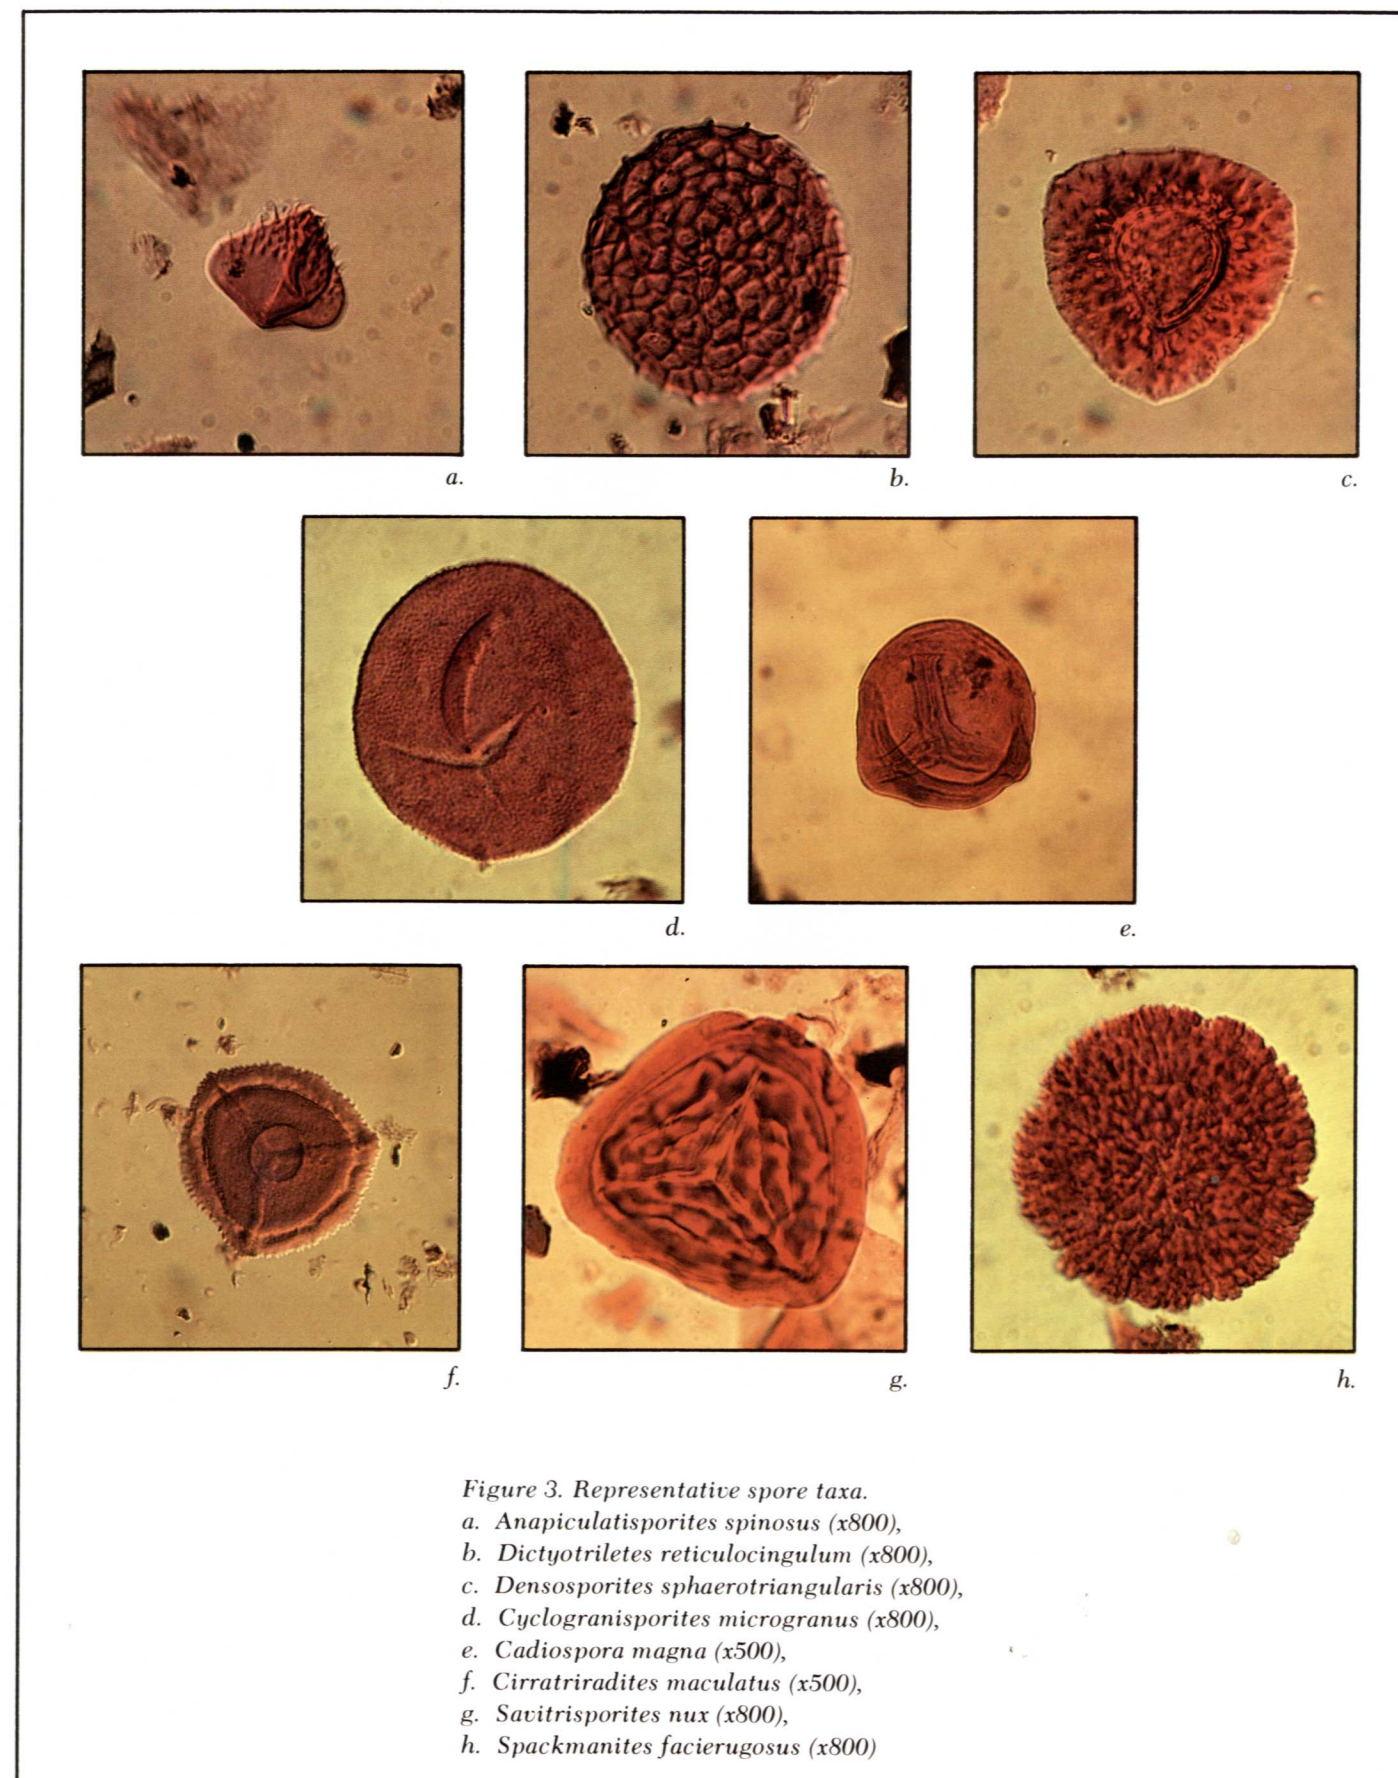 a.
b.
c.
d.
e.
f.
g.
h.
Figure 3. Representative spore taxa.
a. Anapiculatisporites spinosus (x800),
b. Dictyotriletes reticulocingulum (x800),
c. Densosporites sphaerotriangularis (x800),
d. Cyclogranisporites microgranus (x800),
e. Cadiospora magna (x500),
f. Cirratriradites maculatus (x500),
g. Savitrisporites nux (x800),
h. Spackmanites facierugosus (x800)